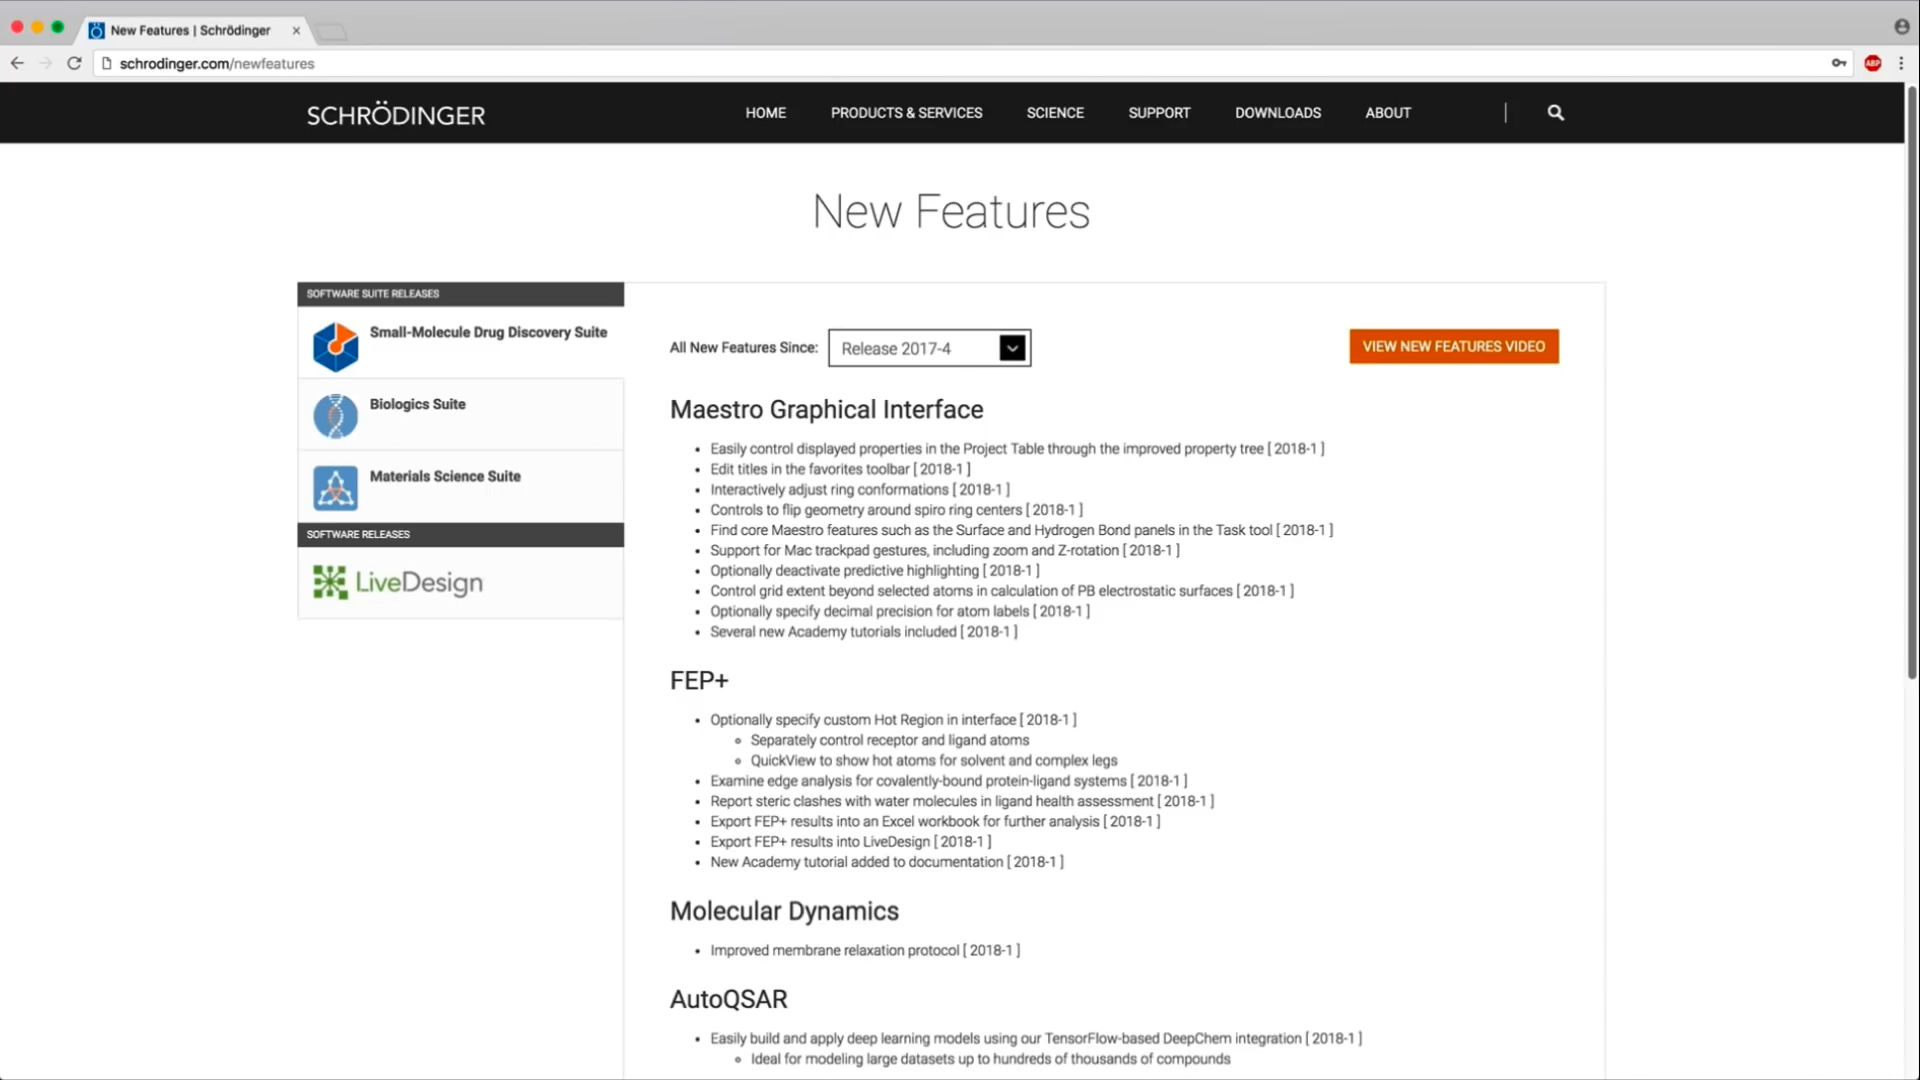 New Features | Schrödinger
schrodinger.com/newfeatures
ABP
SCHRÖDINGER
HOME PRODUCTS & SERVICES SCIENCE SUPPORT DOWNLOADS ABOUT
New Features
SOFTWARE SUITE RELEASES
Small-Molecule Drug Discovery Suite
Biologics Suite
Materials Science Suite
SOFTWARE RELEASES
LiveDesign
All New Features Since: Release 2017-4
VIEW NEW FEATURES VIDEO
Maestro Graphical Interface
Easily control displayed properties in the Project Table through the improved property tree [ 2018-1 ]
Edit titles in the favorites toolbar [ 2018-1 ]
Interactively adjust ring conformations [ 2018-1 ]
Controls to flip geometry around spiro ring centers [ 2018-1 ]
Find core Maestro features such as the Surface and Hydrogen Bond panels in the Task tool [ 2018-1 ]
Support for Mac trackpad gestures, including zoom and Z-rotation [ 2018-1 ]
Optionally deactivate predictive highlighting [ 2018-1 ]
Control grid extent beyond selected atoms in calculation of PB electrostatic surfaces [ 2018-1 ]
Optionally specify decimal precision for atom labels [ 2018-1 ]
Several new Academy tutorials included [ 2018-1 ]
FEP+
Optionally specify custom Hot Region in interface [ 2018-1 ]
Separately control receptor and ligand atoms
QuickView to show hot atoms for solvent and complex legs
Examine edge analysis for covalently-bound protein-ligand systems [ 2018-1 ]
Report steric clashes with water molecules in ligand health assessment [ 2018-1 ]
Export FEP+ results into an Excel workbook for further analysis [ 2018-1 ]
Export FEP+ results into LiveDesign [ 2018-1 ]
New Academy tutorial added to documentation [ 2018-1 ]
Molecular Dynamics
Improved membrane relaxation protocol [ 2018-1 ]
AutoQSAR
Easily build and apply deep learning models using our TensorFlow-based DeepChem integration [ 2018-1 ]
Ideal for modeling large datasets up to hundreds of thousands of compounds